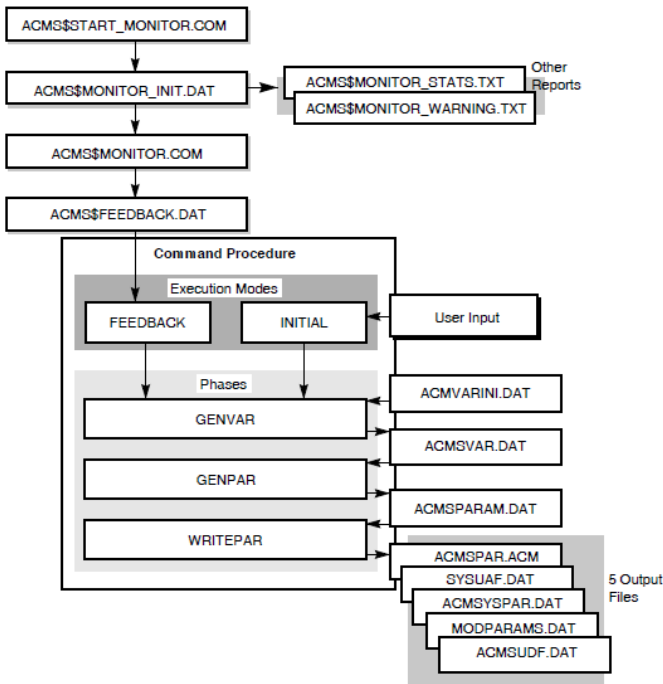 ACMS$START_MONITOR.COM
ACMS$MONITOR_INIT.DAT
Other
Reports
ACMS$MONITOR_STATS.TXT
ACMS$MONITOR_WARNING.TXT
ACMS$MONITOR.COM
ACMS$FEEDBACK.DAT
Command Procedure
Execution Modes
FEEDBACK
INITIAL
User Input
Phases
ACMVARINI.DAT
GENVAR
ACMSVAR.DAT
GENPAR
ACMSPARAM.DAT
WRITEPAR
ACMSPAR.ACM
SYSUAF.DAT
ACMSYSPAR.DAT
MODPARAMS.DAT
ACMSUDF.DAT
5 Output
Files